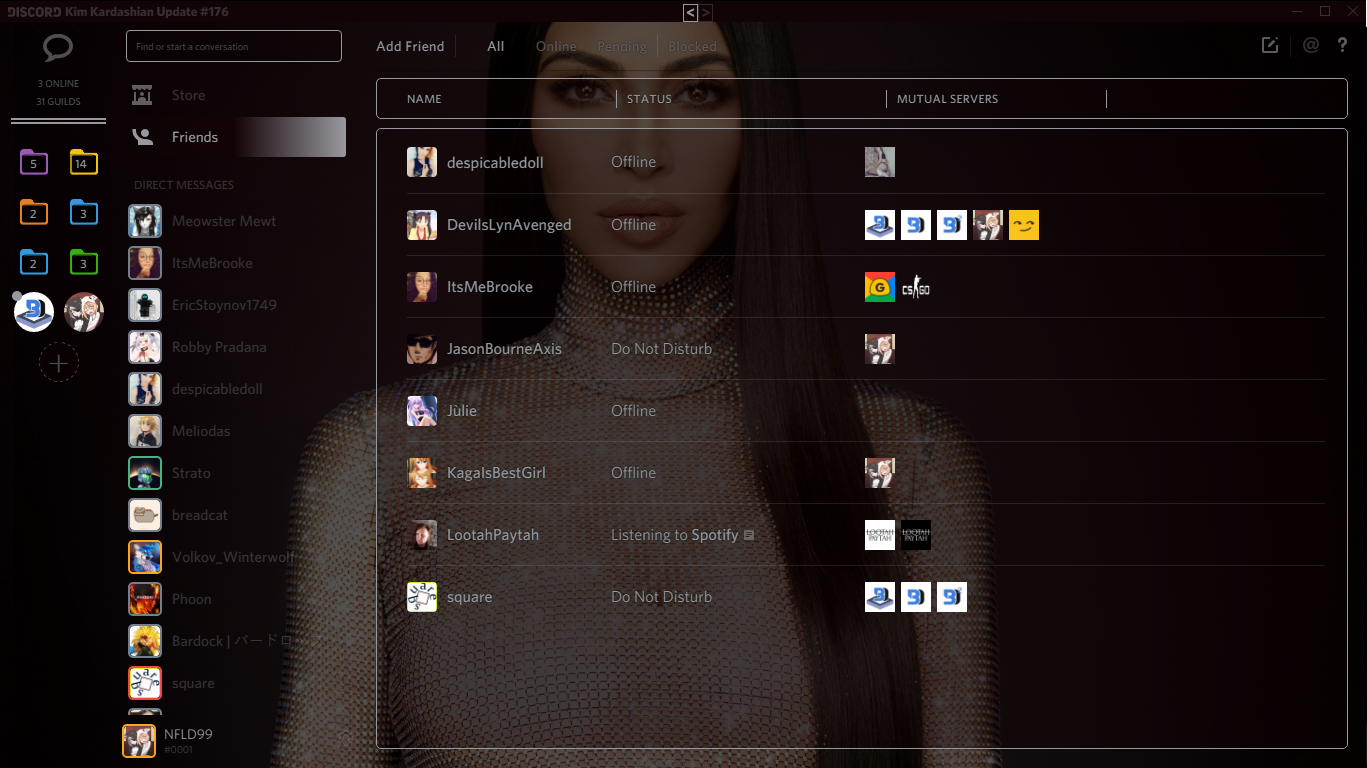 DISCORD Kim Kardashian Update #176
< >
3 ONLINE
31 GUILDS
5
14
2
3
2
3
Find or start a conversation
Store
Friends
DIRECT MESSAGES
Meowster Mewt
ItsMeBrooke
EricStoynov1749
Robby Pradana
despicabledoll
Meliodas
Strato
breadcat
Volkov_Winterwolf
Phoon
Bardock | バードロ
square
NFLD99
#0001
Add Friend All Online Pending Blocked @ ?
NAME STATUS MUTUAL SERVERS
despicabledoll Offline
DevilsLynAvenged Offline
ItsMeBrooke Offline G CS GO
JasonBourneAxis Do Not Disturb
Jùlie Offline
KagaIsBestGirl Offline
LootahPaytah Listening to Spotify LOOTAH PAYTAH LOOTAH PAYTAH
square Do Not Disturb